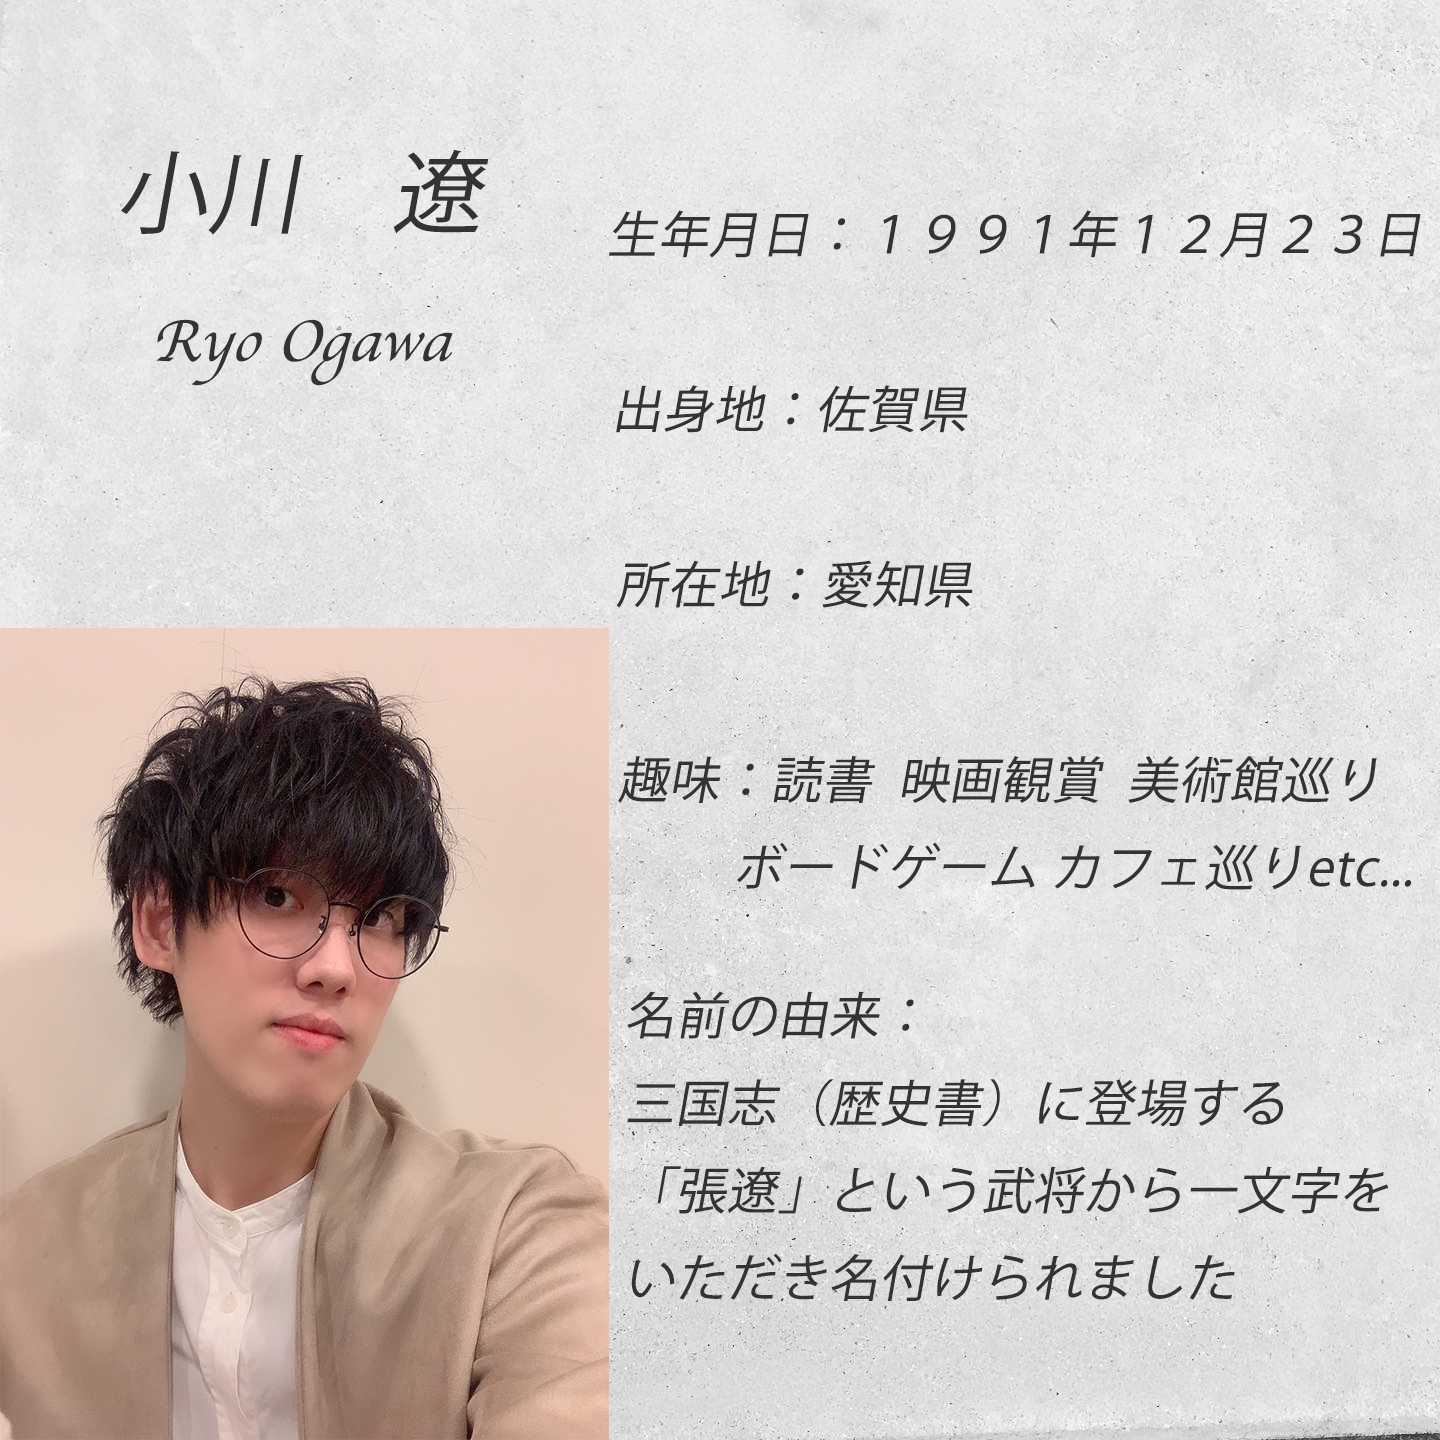 小川　遼
Ryo Ogawa
生年月日：１９９１年１２月２３日
出身地：佐賀県
所在地：愛知県
趣味：読書 映画観賞 美術館巡り
ボードゲーム カフェ巡りetc...
名前の由来：
三国志（歴史書）に登場する
「張遼」という武将から一文字を
いただき名付けられました